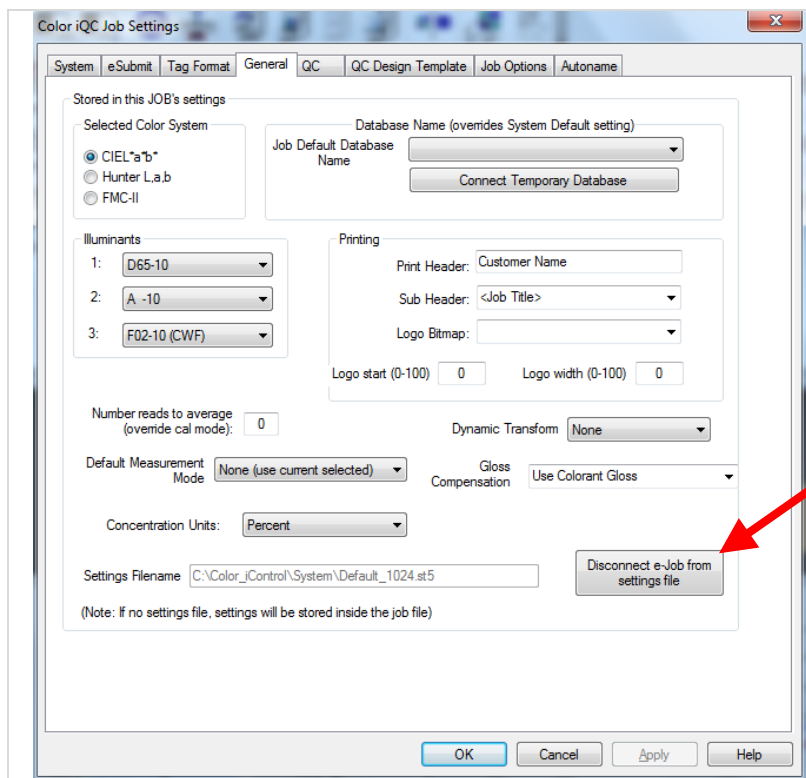 Color iQC Job Settings
x
System eSubmit Tag Format General QC QC Design Template Job Options Autoname
Stored in this JOB's settings
Selected Color System
CIEL*a*b*
Hunter L,a,b
FMC-II
Database Name (overrides System Default setting)
Job Default Database
Name
Connect Temporary Database
Illuminants
1: D65-10
2: A -10
3: F02-10 (CWF)
Printing
Print Header: Customer Name
Sub Header: <Job Title>
Logo Bitmap:
Logo start (0-100) 0 Logo width (0-100) 0
Number reads to average
(override cal mode): 0
Dynamic Transform None
Default Measurement
Mode None (use current selected)
Gloss
Compensation Use Colorant Gloss
Concentration Units: Percent
Settings Filename C:\Color_iControl\System\Default_1024.st5
Disconnect e-Job from
settings file
(Note: If no settings file, settings will be stored inside the job file)
OK Cancel Apply Help